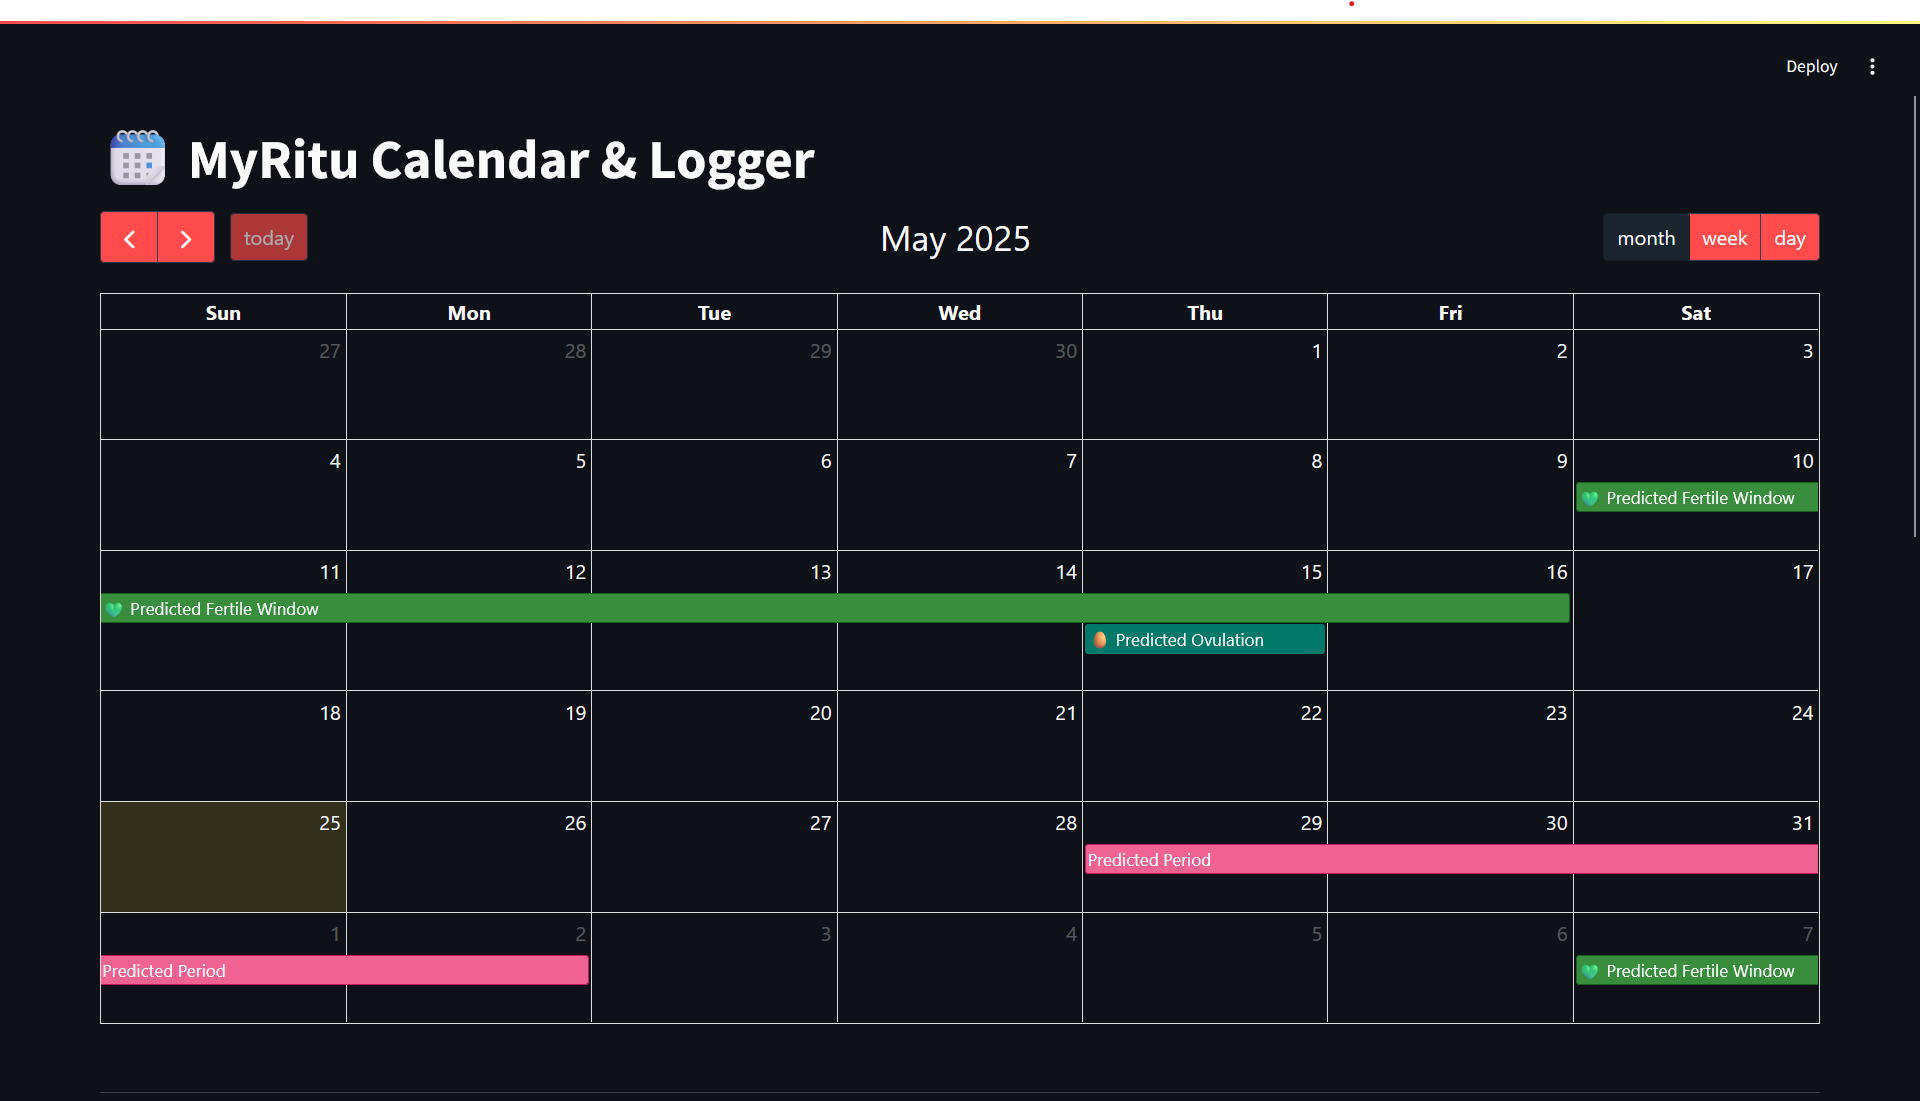 Deploy
MyRitu Calendar & Logger
today
May 2025
month week day
Sun Mon Tue Wed Thu Fri Sat
27 28 29 30 1 2 3
4 5 6 7 8 9 10
Predicted Fertile Window
11 12 13 14 15 16 17
Predicted Fertile Window
Predicted Ovulation
18 19 20 21 22 23 24
25 26 27 28 29 30 31
Predicted Period
1 2 3 4 5 6 7
Predicted Period Predicted Fertile Window